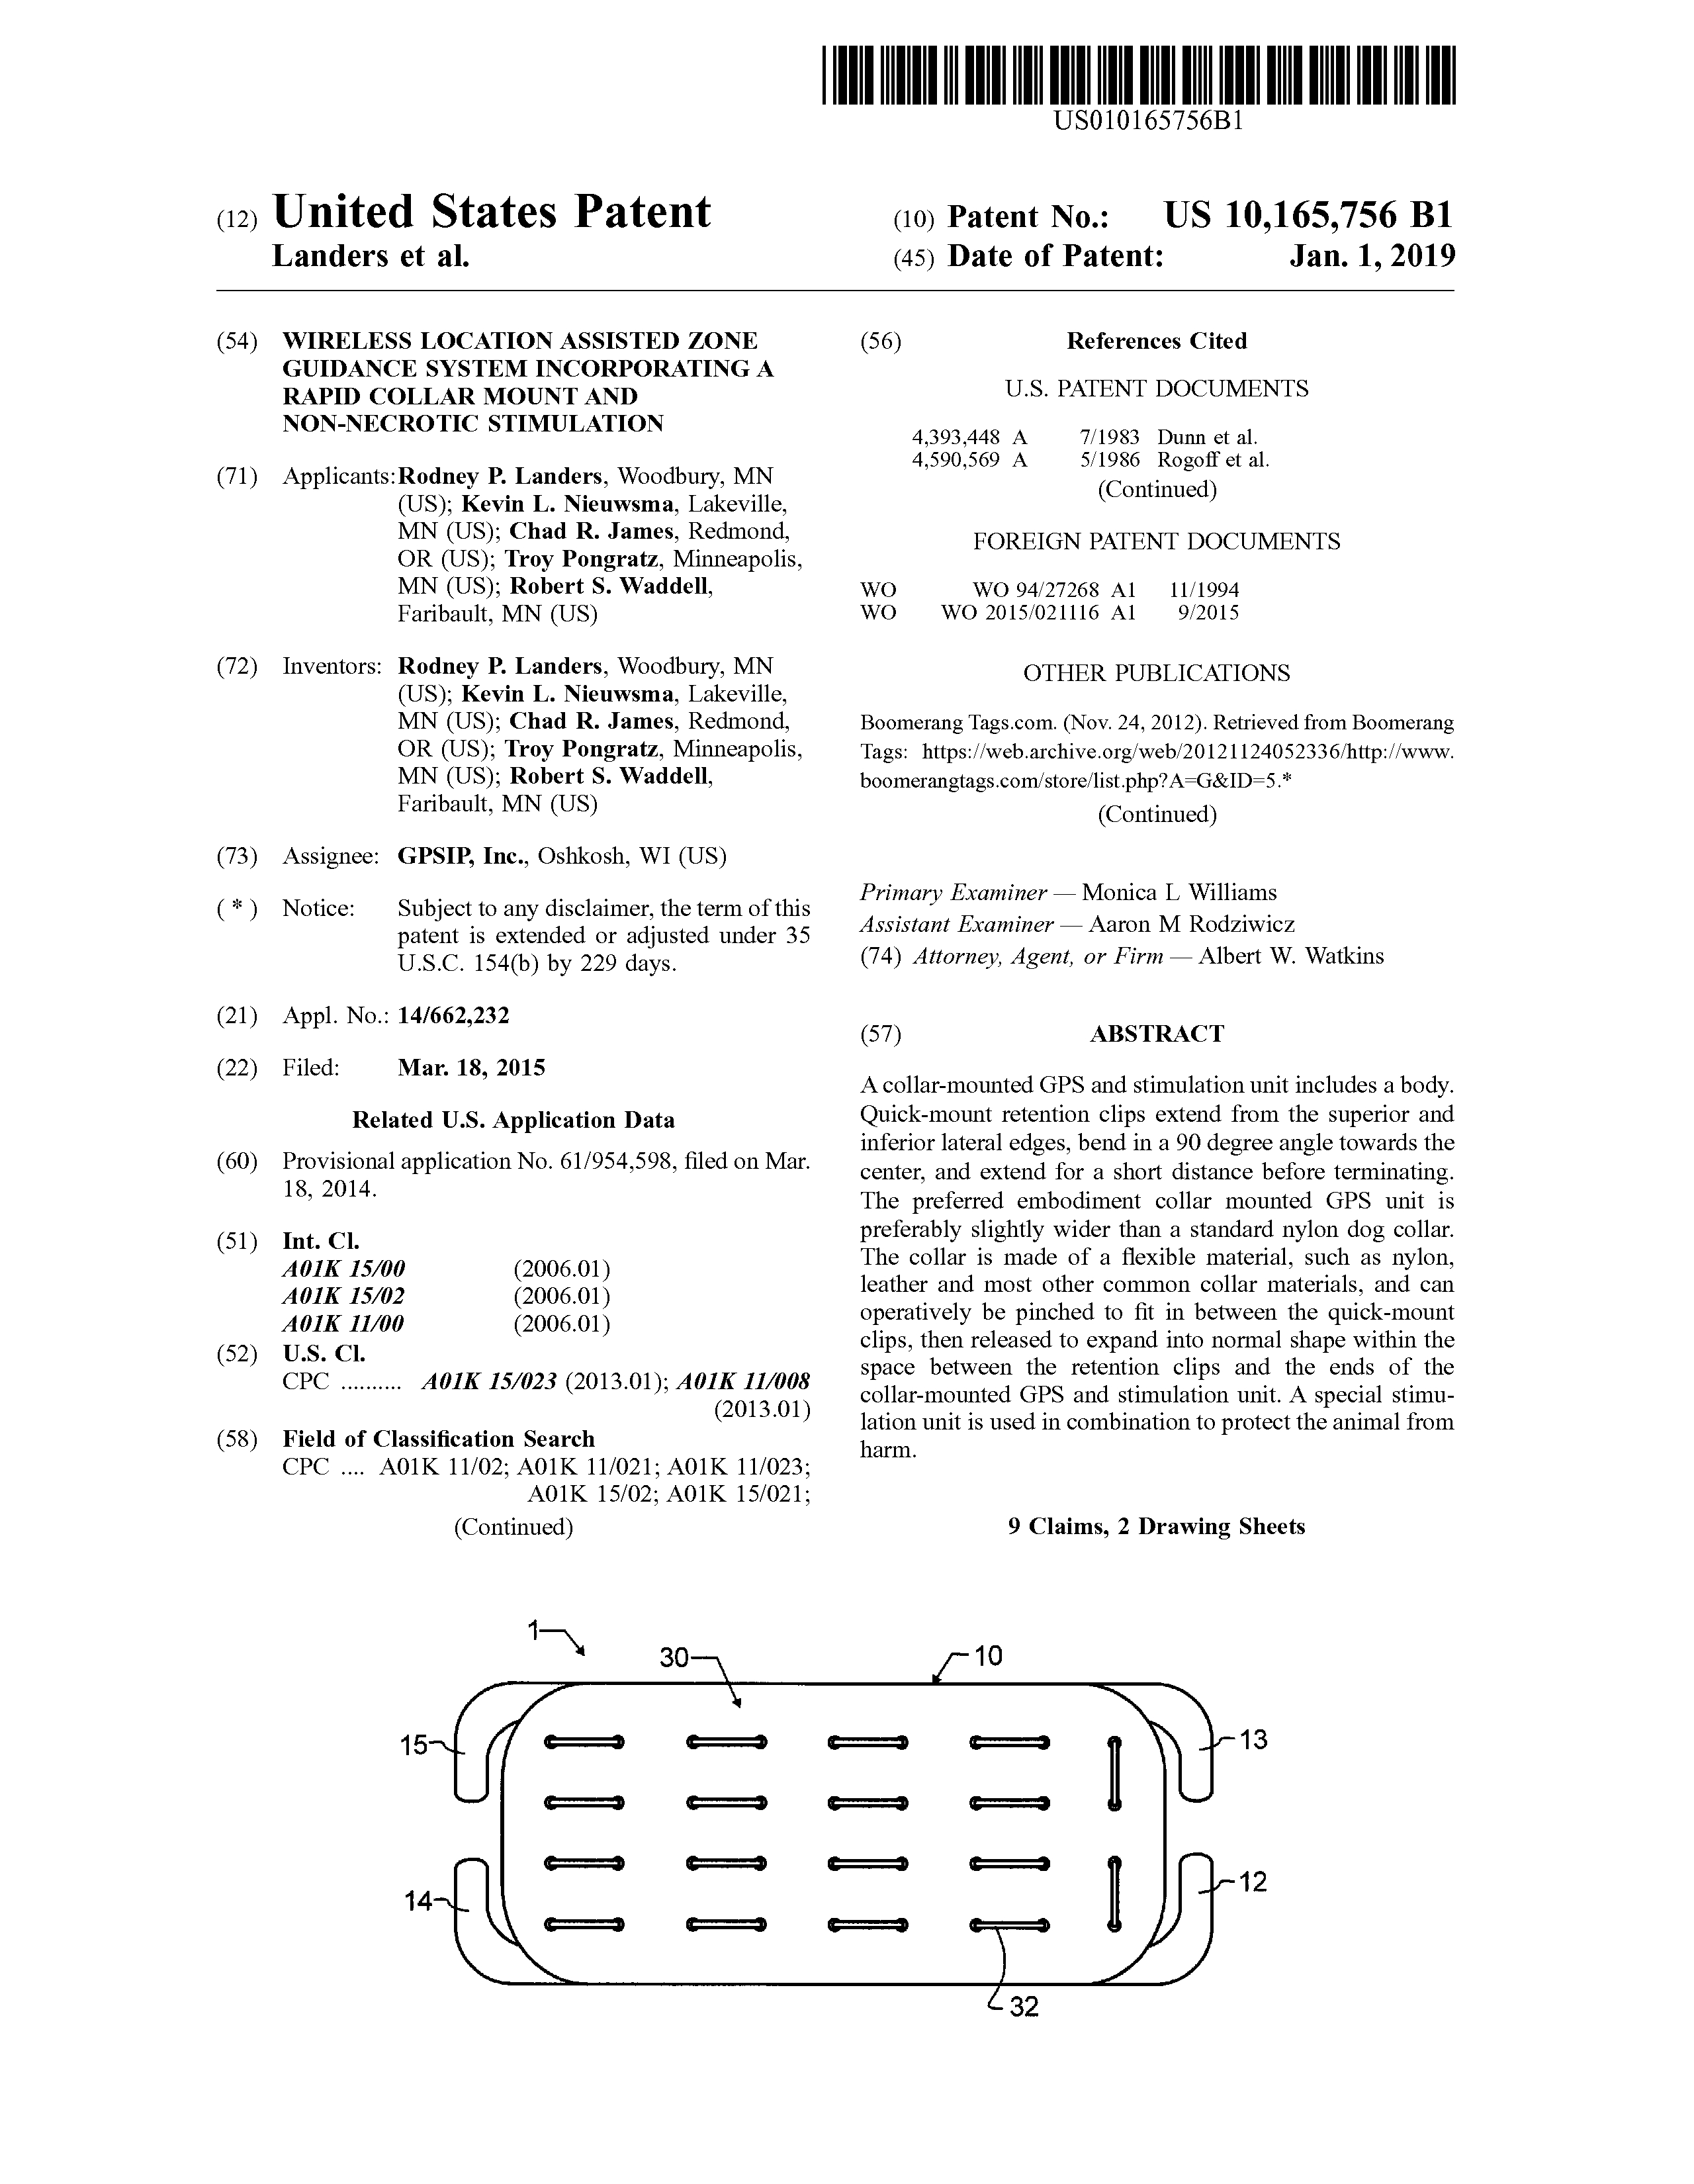 US010165756B1
(12) United States Patent
Landers et al.
(10) Patent No.: US 10,165,756 B1
(45) Date of Patent: Jan. 1, 2019
(54) WIRELESS LOCATION ASSISTED ZONE
GUIDANCE SYSTEM INCORPORATING A
RAPID COLLAR MOUNT AND
NON-NECROTIC STIMULATION
(71) Applicants: Rodney P. Landers, Woodbury, MN
(US); Kevin L. Nieuwsma, Lakeville,
MN (US); Chad R. James, Redmond,
OR (US); Troy Pongratz, Minneapolis,
MN (US); Robert S. Waddell,
Faribault, MN (US)
(72) Inventors: Rodney P. Landers, Woodbury, MN
(US); Kevin L. Nieuwsma, Lakeville,
MN (US); Chad R. James, Redmond,
OR (US); Troy Pongratz, Minneapolis,
MN (US); Robert S. Waddell,
Faribault, MN (US)
(73) Assignee: GPSIP, Inc., Oshkosh, WI (US)
( * ) Notice: Subject to any disclaimer, the term of this
patent is extended or adjusted under 35
U.S.C. 154(b) by 229 days.
(21) Appl. No.: 14/662,232
(22) Filed: Mar. 18, 2015
Related U.S. Application Data
(60) Provisional application No. 61/954,598, filed on Mar.
18, 2014.
(51) Int. Cl.
A01K 15/00 (2006.01)
A01K 15/02 (2006.01)
A01K 11/00 (2006.01)
(52) U.S. Cl.
CPC .......... A01K 15/023 (2013.01); A01K 11/008
(2013.01)
(58) Field of Classification Search
CPC .... A01K 11/02; A01K 11/021; A01K 11/023;
A01K 15/02; A01K 15/021;
(Continued)
(56) References Cited
U.S. PATENT DOCUMENTS
4,393,448 A 7/1983 Dunn et al.
4,590,569 A 5/1986 Rogoff et al.
(Continued)
FOREIGN PATENT DOCUMENTS
WO WO 94/27268 A1 11/1994
WO WO 2015/021116 A1 9/2015
OTHER PUBLICATIONS
Boomerang Tags.com. (Nov. 24, 2012). Retrieved from Boomerang
Tags: https://web.archive.org/web/20121124052336/http://www.
boomerangtags.com/store/list.php?A=G&ID=5.*
(Continued)
Primary Examiner — Monica L Williams
Assistant Examiner — Aaron M Rodziwicz
(74) Attorney, Agent, or Firm — Albert W. Watkins
(57) ABSTRACT
A collar-mounted GPS and stimulation unit includes a body.
Quick-mount retention clips extend from the superior and
inferior lateral edges, bend in a 90 degree angle towards the
center, and extend for a short distance before terminating.
The preferred embodiment collar mounted GPS unit is
preferably slightly wider than a standard nylon dog collar.
The collar is made of a flexible material, such as nylon,
leather and most other common collar materials, and can
operatively be pinched to fit in between the quick-mount
clips, then released to expand into normal shape within the
space between the retention clips and the ends of the
collar-mounted GPS and stimulation unit. A special stimu-
lation unit is used in combination to protect the animal from
harm.
9 Claims, 2 Drawing Sheets
1
30
10
15
13
14
12
32